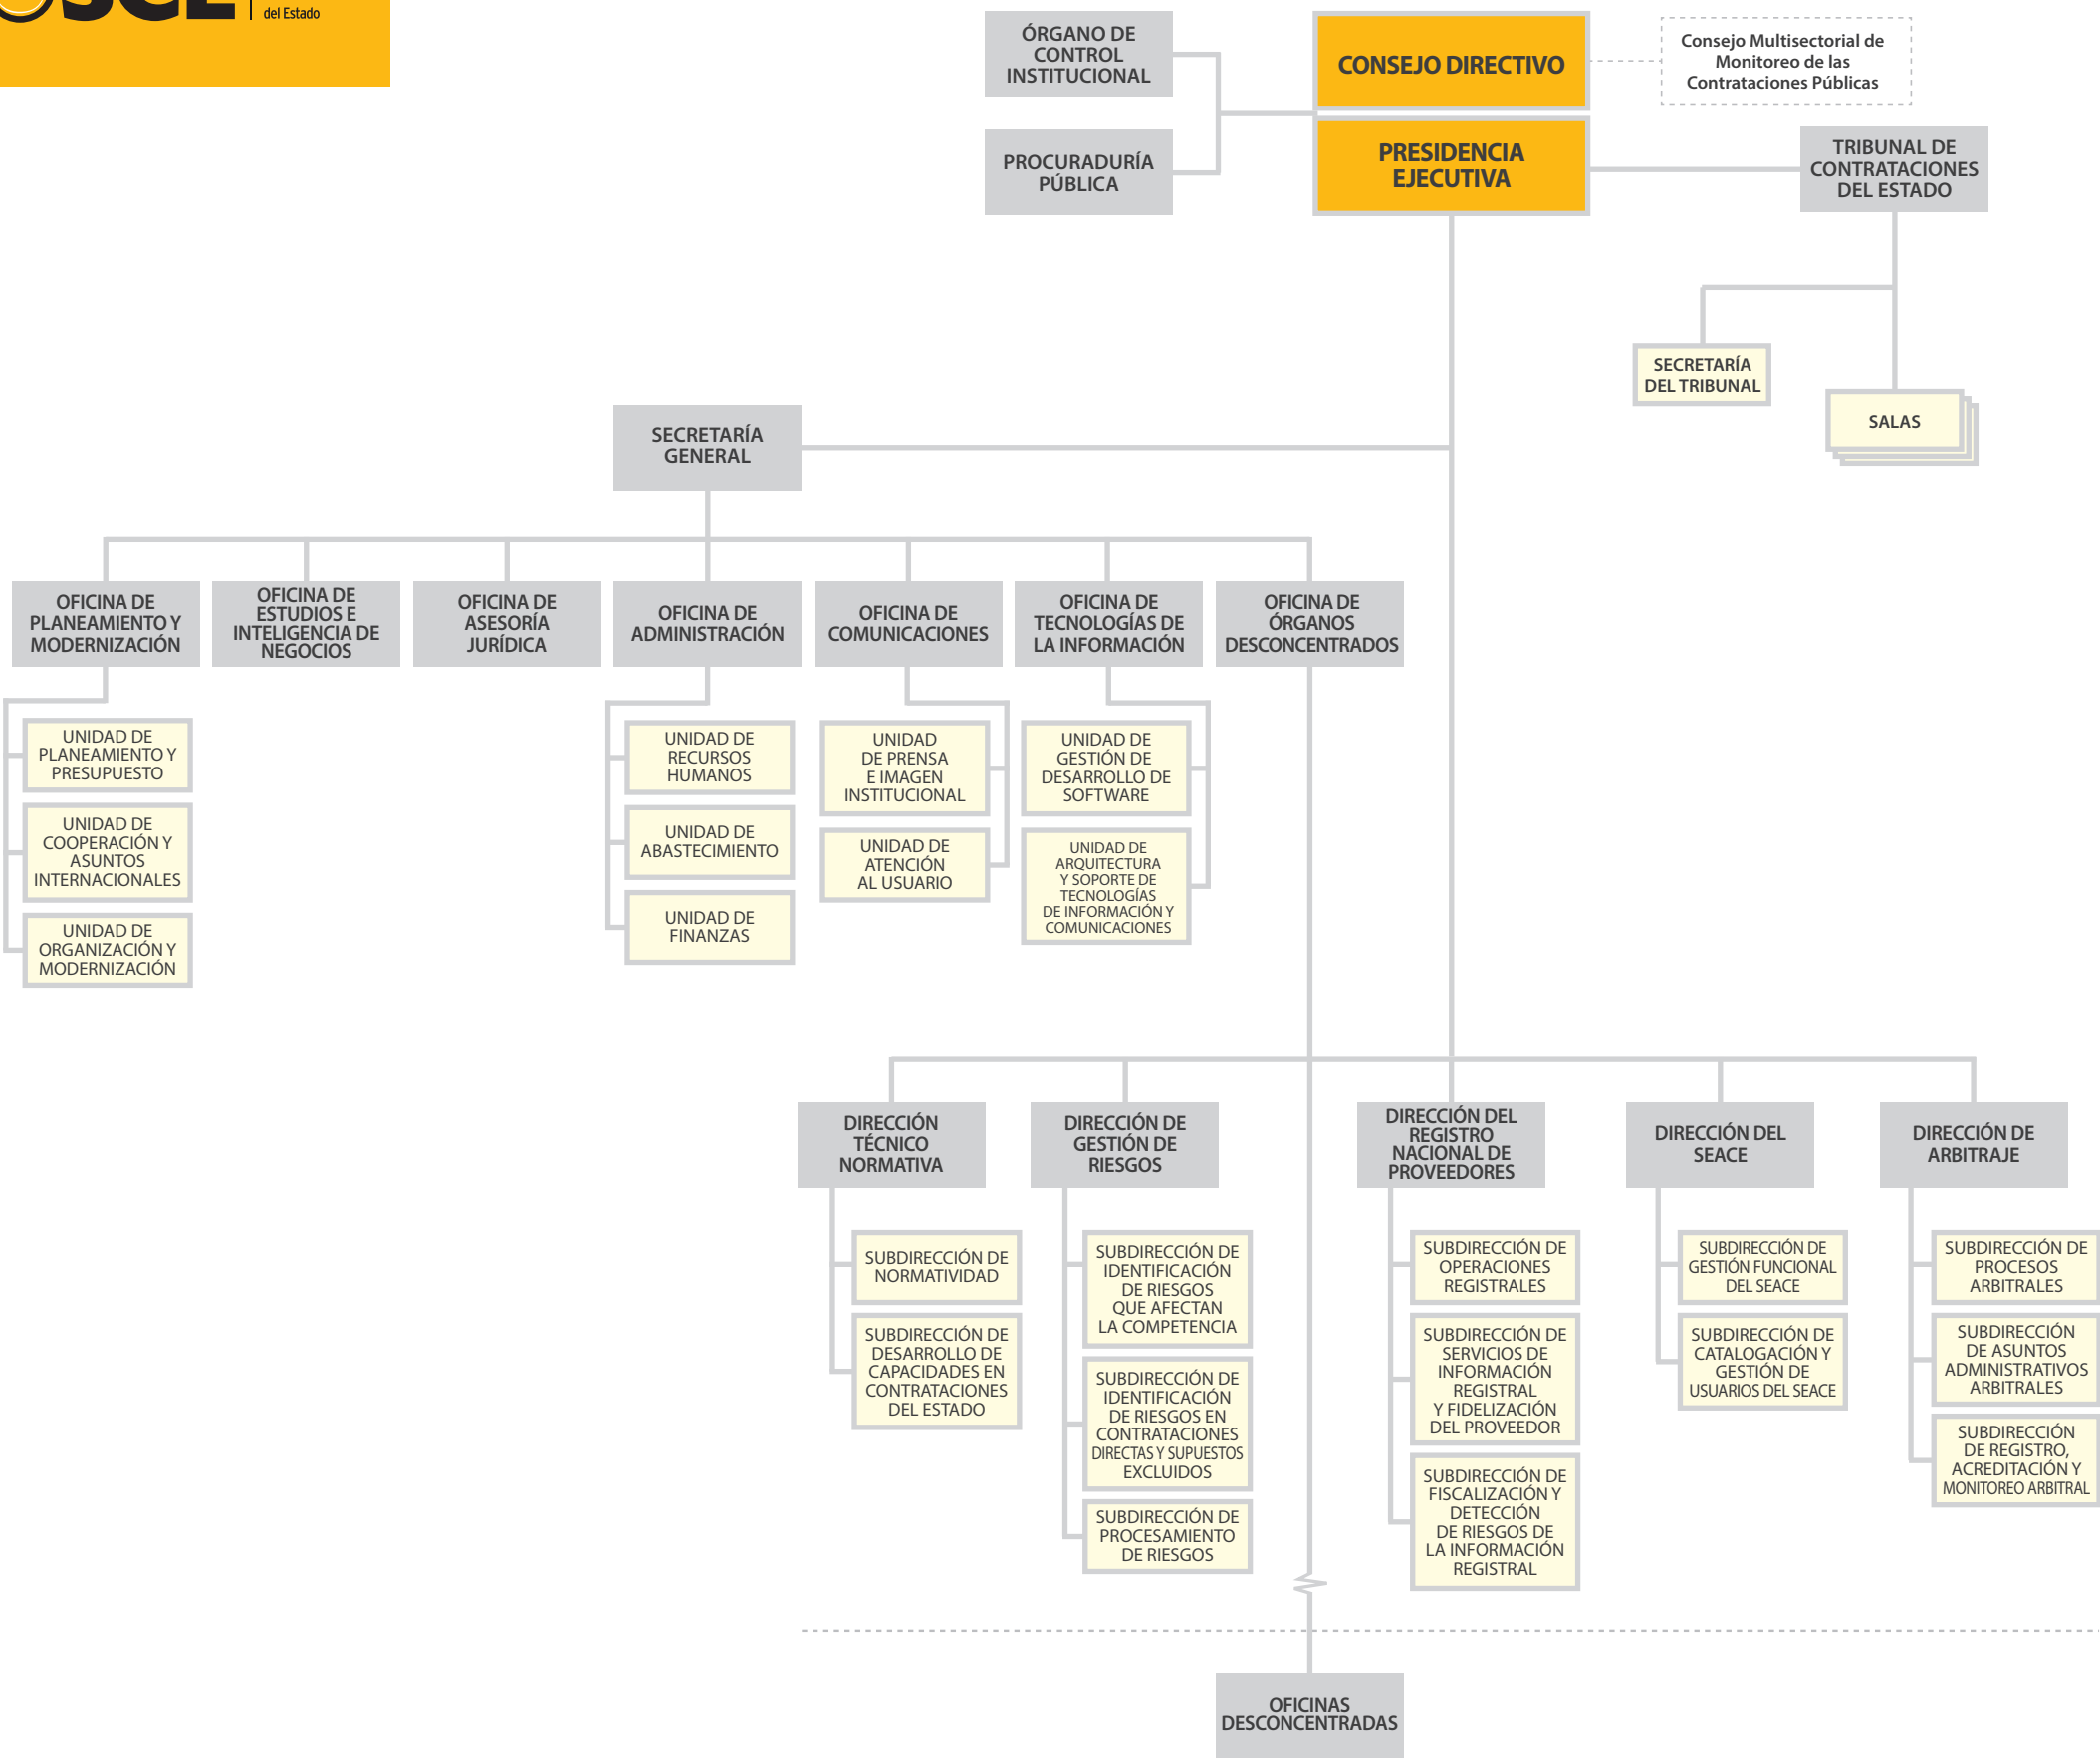 del Estado
ÓRGANO DE
CONTROL
INSTITUCIONAL
CONSEJO DIRECTIVO
Consejo Multisectorial de
Monitoreo de las
Contrataciones Públicas
PROCURADURÍA
PÚBLICA
PRESIDENCIA
EJECUTIVA
TRIBUNAL DE
CONTRATACIONES
DEL ESTADO
SECRETARÍA
DEL TRIBUNAL
SALAS
SECRETARÍA
GENERAL
OFICINA DE
PLANEAMIENTO Y
MODERNIZACIÓN
OFICINA DE
ESTUDIOS E
INTELIGENCIA DE
NEGOCIOS
OFICINA DE
ASESORÍA
JURÍDICA
OFICINA DE
ADMINISTRACIÓN
OFICINA DE
COMUNICACIONES
OFICINA DE
TECNOLOGÍAS DE
LA INFORMACIÓN
OFICINA DE
ÓRGANOS
DESCONCENTRADOS
UNIDAD DE
PLANEAMIENTO Y
PRESUPUESTO
UNIDAD DE
COOPERACIÓN Y
ASUNTOS
INTERNACIONALES
UNIDAD DE
ORGANIZACIÓN Y
MODERNIZACIÓN
UNIDAD DE
RECURSOS
HUMANOS
UNIDAD DE
ABASTECIMIENTO
UNIDAD DE
FINANZAS
UNIDAD
DE PRENSA
E IMAGEN
INSTITUCIONAL
UNIDAD DE
ATENCIÓN
AL USUARIO
UNIDAD DE
GESTIÓN DE
DESARROLLO DE
SOFTWARE
UNIDAD DE
ARQUITECTURA
Y SOPORTE DE
TECNOLOGÍAS
DE INFORMACIÓN Y
COMUNICACIONES
DIRECCIÓN
TÉCNICO
NORMATIVA
DIRECCIÓN DE
GESTIÓN DE
RIESGOS
DIRECCIÓN DEL
REGISTRO
NACIONAL DE
PROVEEDORES
DIRECCIÓN DEL
SEACE
DIRECCIÓN DE
ARBITRAJE
SUBDIRECCIÓN DE
NORMATIVIDAD
SUBDIRECCIÓN DE
DESARROLLO DE
CAPACIDADES EN
CONTRATACIONES
DEL ESTADO
SUBDIRECCIÓN DE
IDENTIFICACIÓN
DE RIESGOS
QUE AFECTAN
LA COMPETENCIA
SUBDIRECCIÓN DE
IDENTIFICACIÓN
DE RIESGOS EN
CONTRATACIONES
DIRECTAS Y SUPUESTOS
EXCLUIDOS
SUBDIRECCIÓN DE
PROCESAMIENTO
DE RIESGOS
SUBDIRECCIÓN DE
OPERACIONES
REGISTRALES
SUBDIRECCIÓN DE
SERVICIOS DE
INFORMACIÓN
REGISTRAL
Y FIDELIZACIÓN
DEL PROVEEDOR
SUBDIRECCIÓN DE
FISCALIZACIÓN Y
DETECCIÓN
DE RIESGOS DE
LA INFORMACIÓN
REGISTRAL
SUBDIRECCIÓN DE
GESTIÓN FUNCIONAL
DEL SEACE
SUBDIRECCIÓN DE
CATALOGACIÓN Y
GESTIÓN DE
USUARIOS DEL SEACE
SUBDIRECCIÓN DE
PROCESOS
ARBITRALES
SUBDIRECCIÓN
DE ASUNTOS
ADMINISTRATIVOS
ARBITRALES
SUBDIRECCIÓN
DE REGISTRO,
ACREDITACIÓN Y
MONITOREO ARBITRAL
OFICINAS
DESCONCENTRADAS